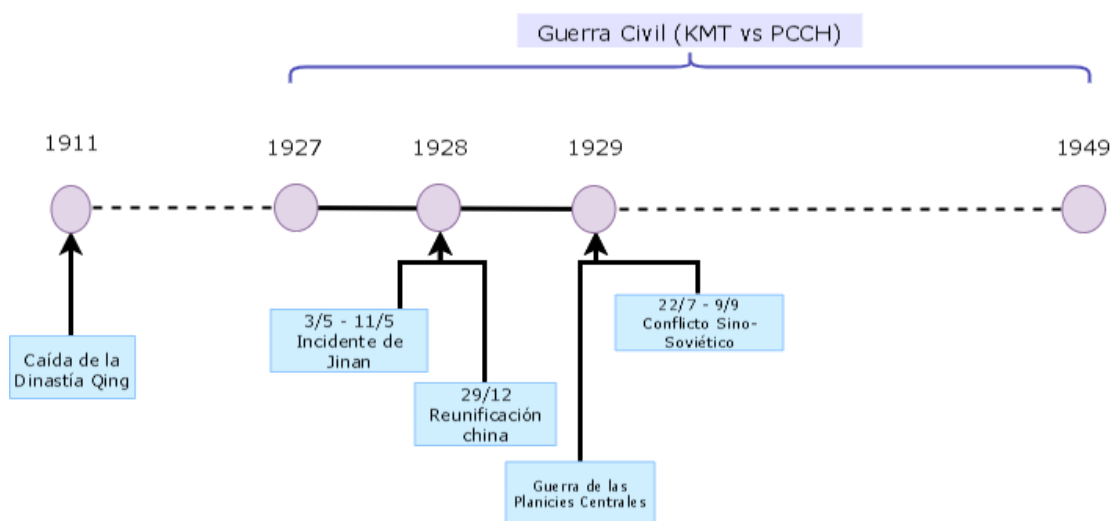 Guerra Civil (KMT vs PCCH)
1911
1927
1928
1929
1949
Caída de la
Dinastía Qing
3/5 - 11/5
Incidente de
Jinan
29/12
Reunificación
china
Guerra de las
Planicies Centrales
22/7 - 9/9
Conflicto Sino-
Soviético